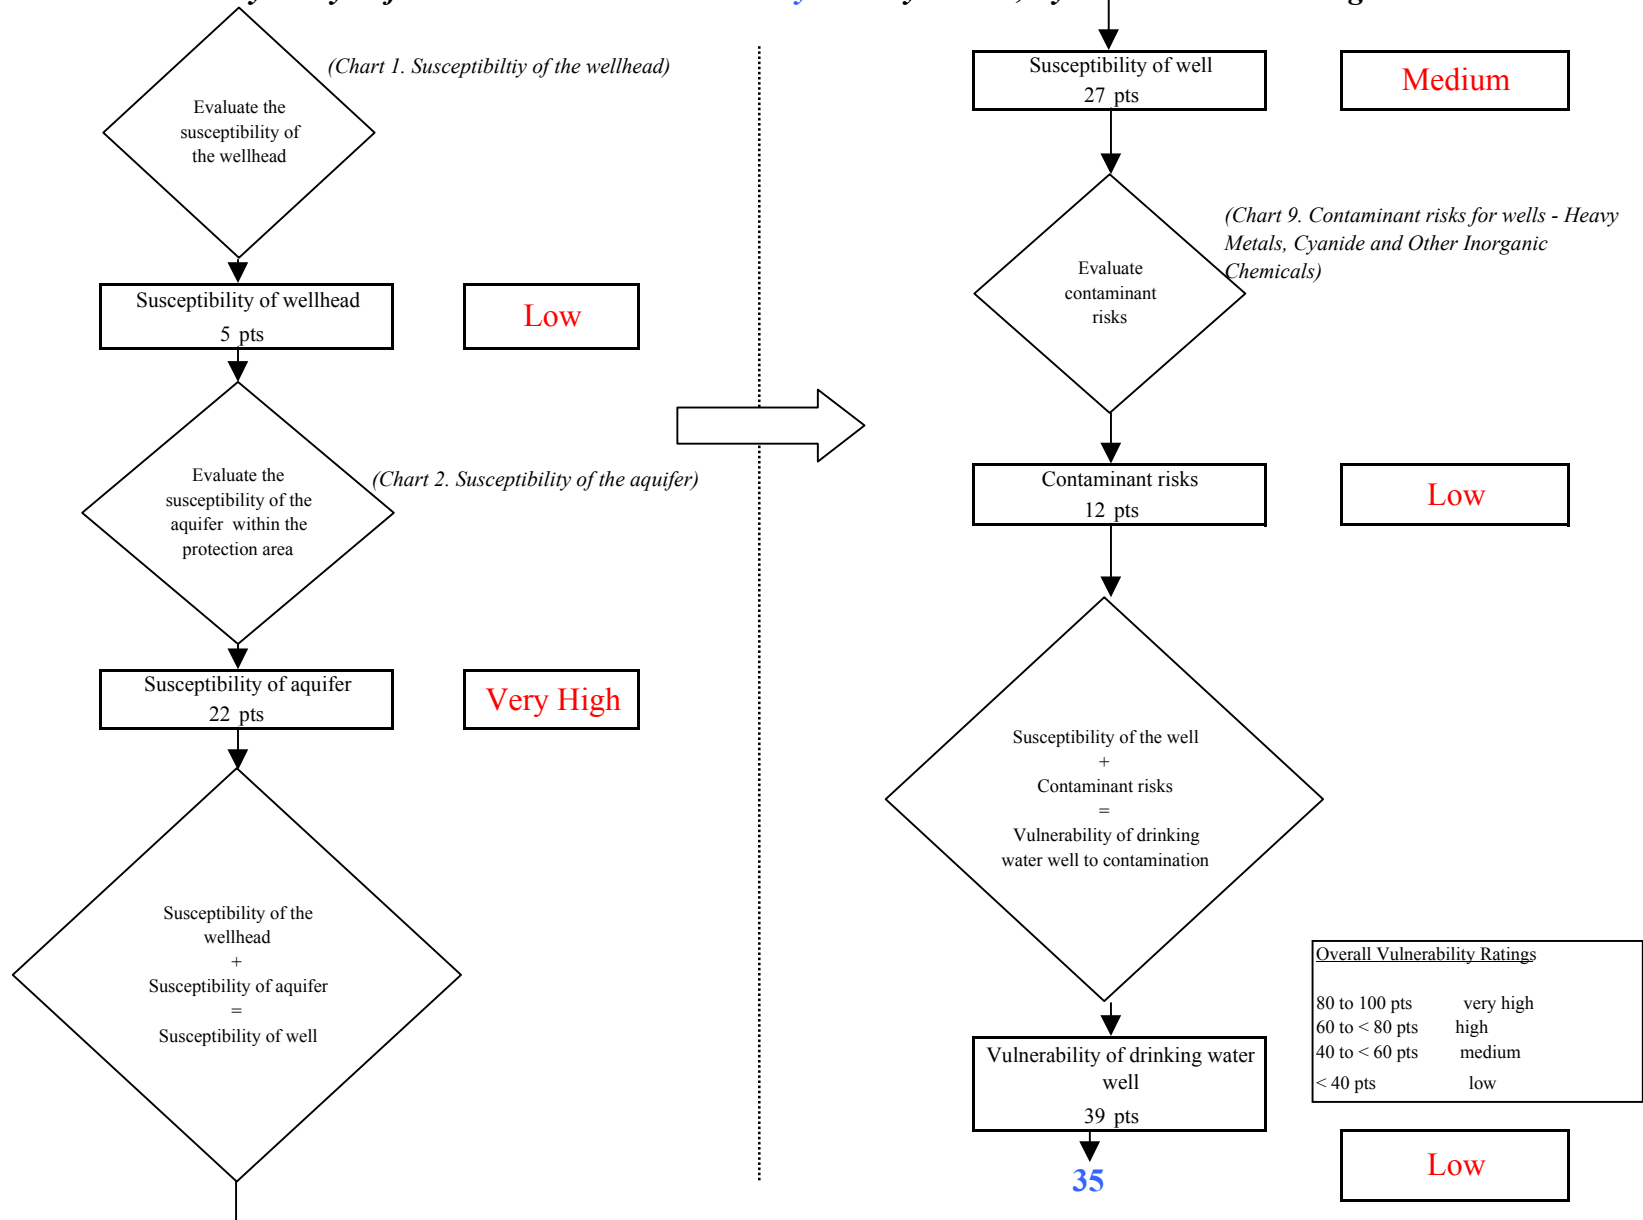 (Chart 1. Susceptibiltiy of the wellhead)
Evaluate the
susceptibility of
the wellhead
Susceptibility of wellhead
5 pts
Low
(Chart 2. Susceptibility of the aquifer)
Evaluate the
susceptibility of the
aquifer within the
protection area
Susceptibility of aquifer
22 pts
Very High
Susceptibility of the
wellhead
+
Susceptibility of aquifer
=
Susceptibility of well
Susceptibility of well
27 pts
Medium
(Chart 9. Contaminant risks for wells - Heavy
Metals, Cyanide and Other Inorganic
Chemicals)
Evaluate
contaminant
risks
Contaminant risks
12 pts
Low
Susceptibility of the well
+
Contaminant risks
=
Vulnerability of drinking
water well to contamination
Vulnerability of drinking water
well
39 pts
35
Overall Vulnerability Ratings
80 to 100 pts very high
60 to < 80 pts high
40 to < 60 pts medium
< 40 pts low
Low